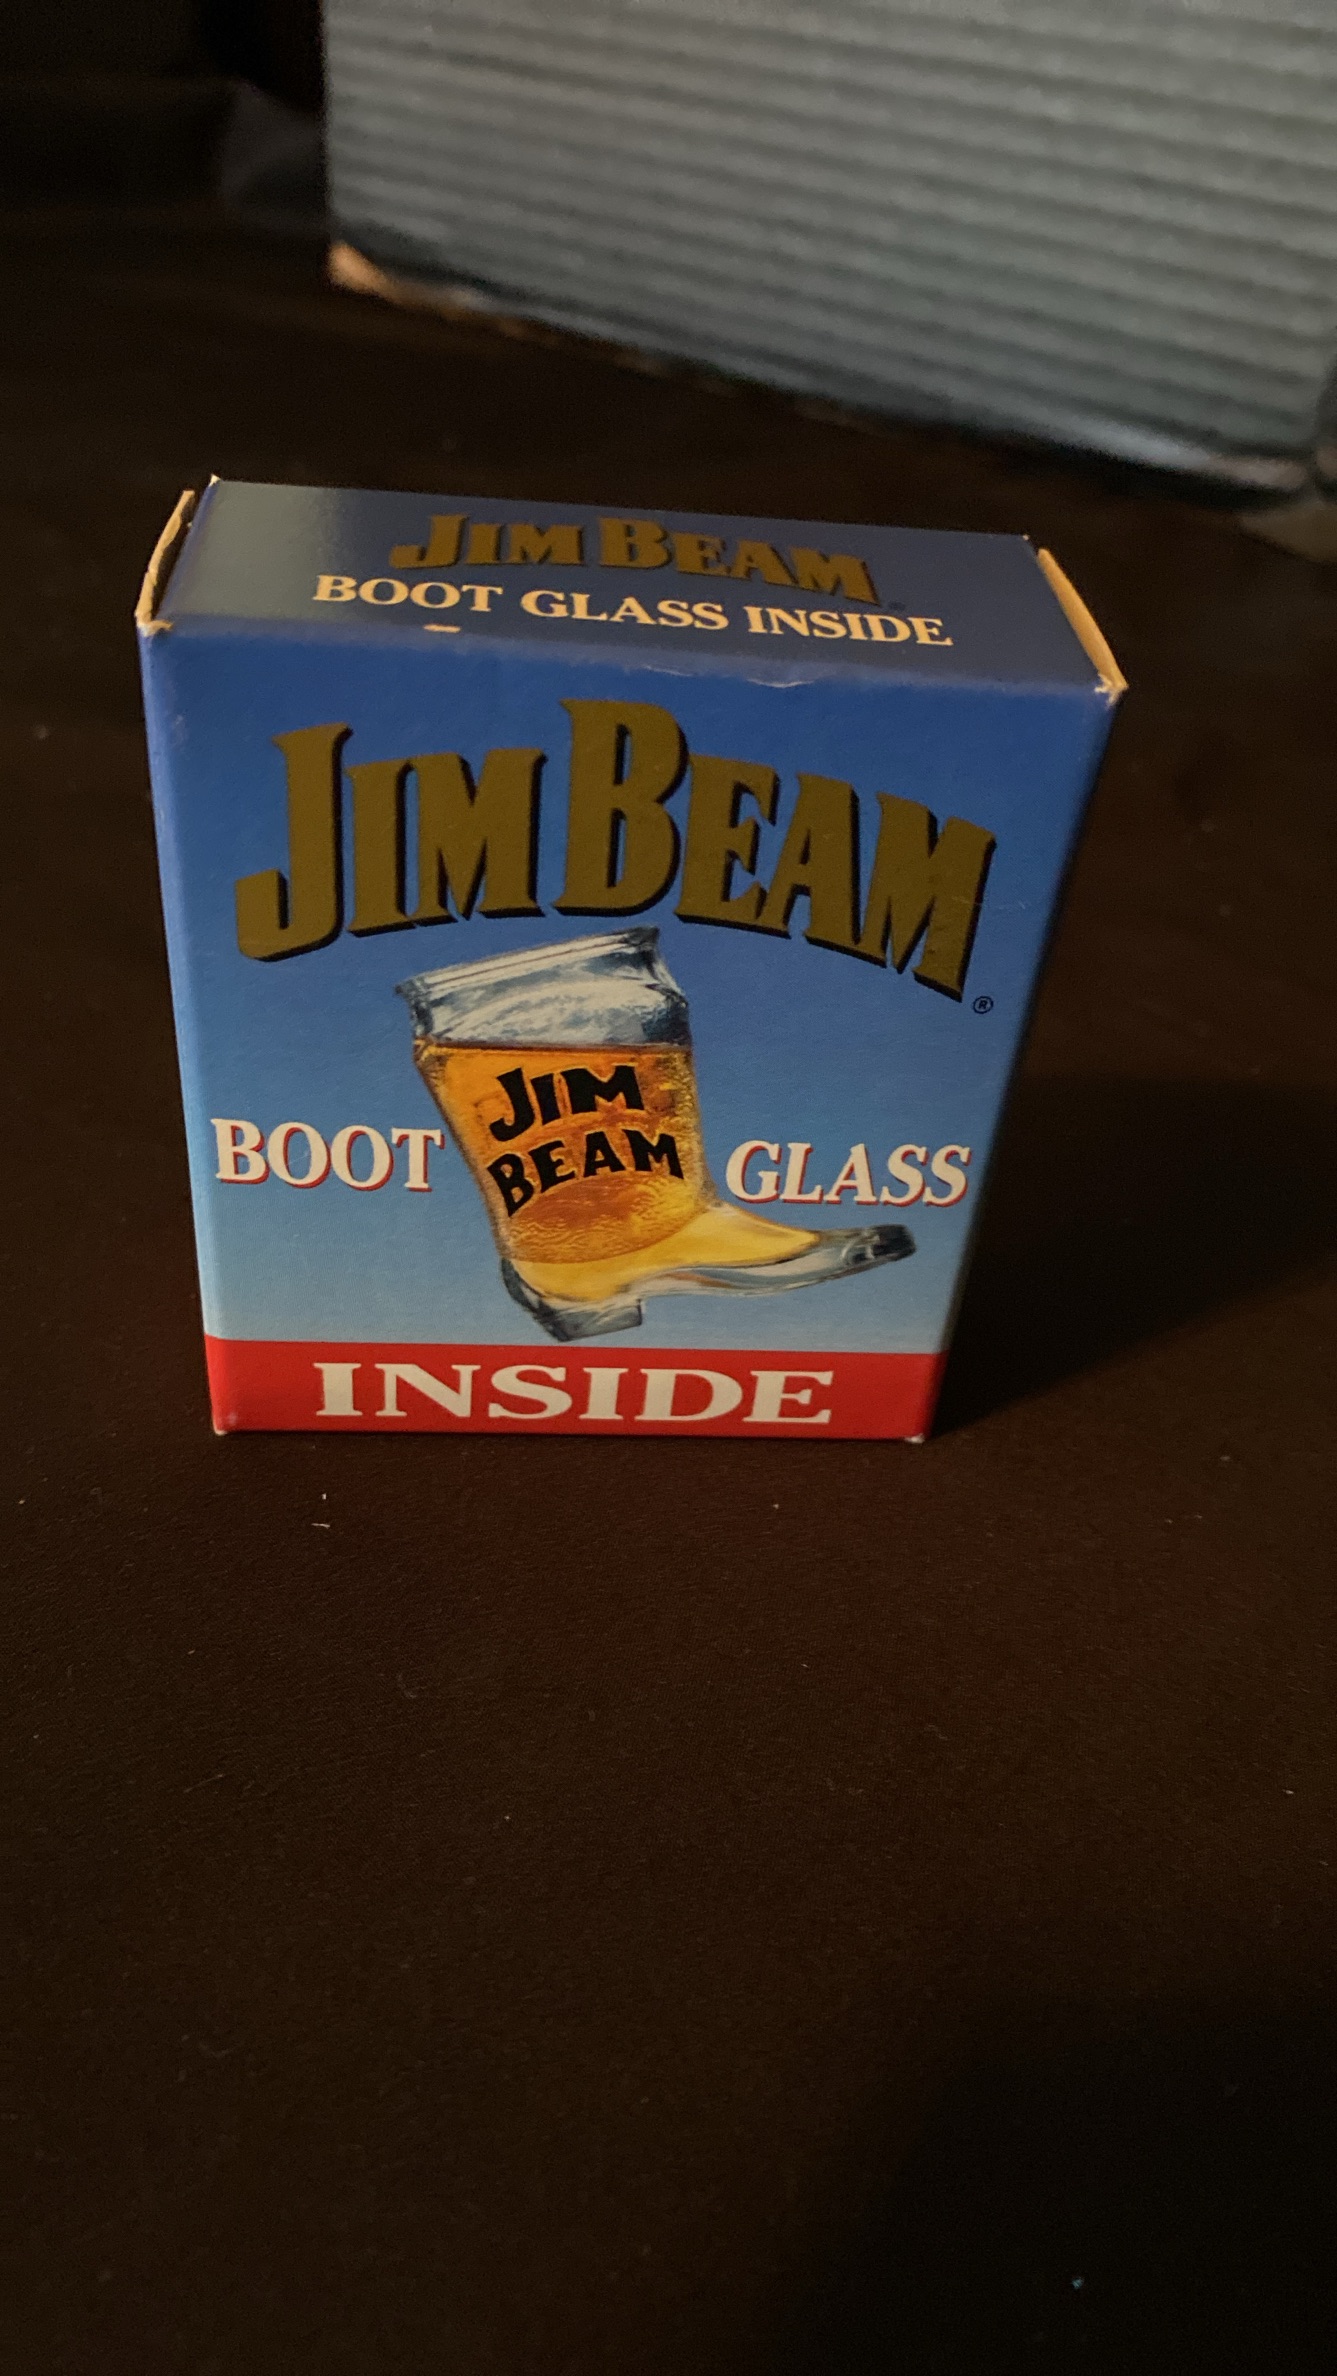 JIM BEAM
BOOT GLASS INSIDE
JIM BEAM®
JIM
BEAM
BOOT GLASS
INSIDE